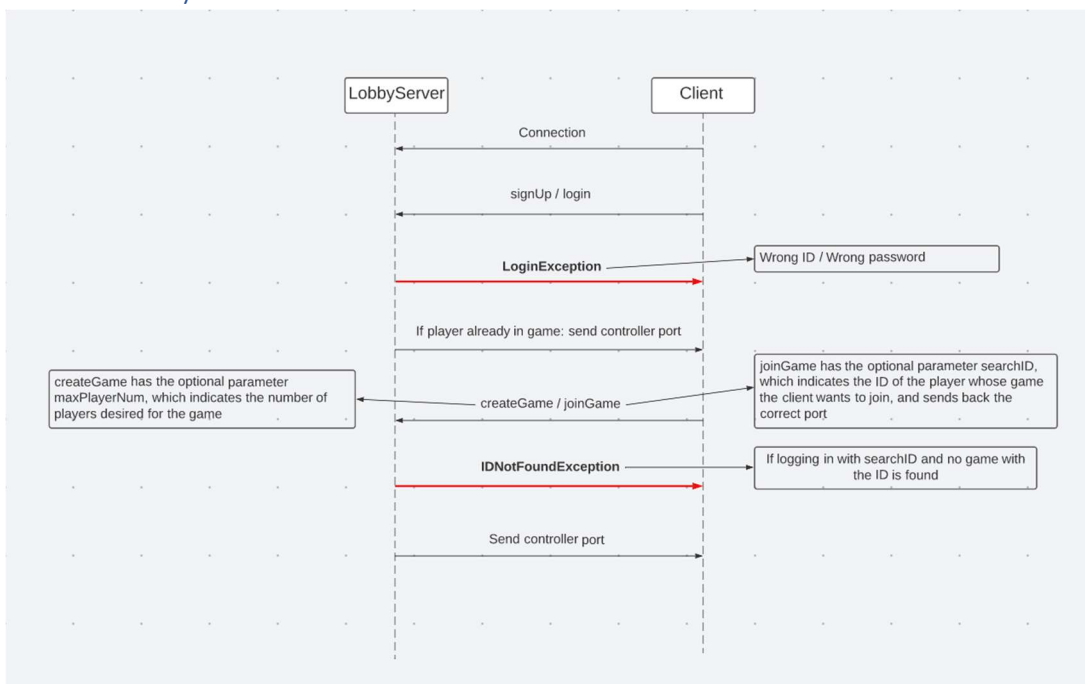 LobbyServer
Client
Connection
signUp / login
LoginException
Wrong ID / Wrong password
If player already in game: send controller port
createGame has the optional parameter
maxPlayerNum, which indicates the number of
players desired for the game
createGame / joinGame
joinGame has the optional parameter searchID,
which indicates the ID of the player whose game
the client wants to join, and sends back the
correct port
IDNotFoundException
If logging in with searchID and no game with
the ID is found
Send controller port